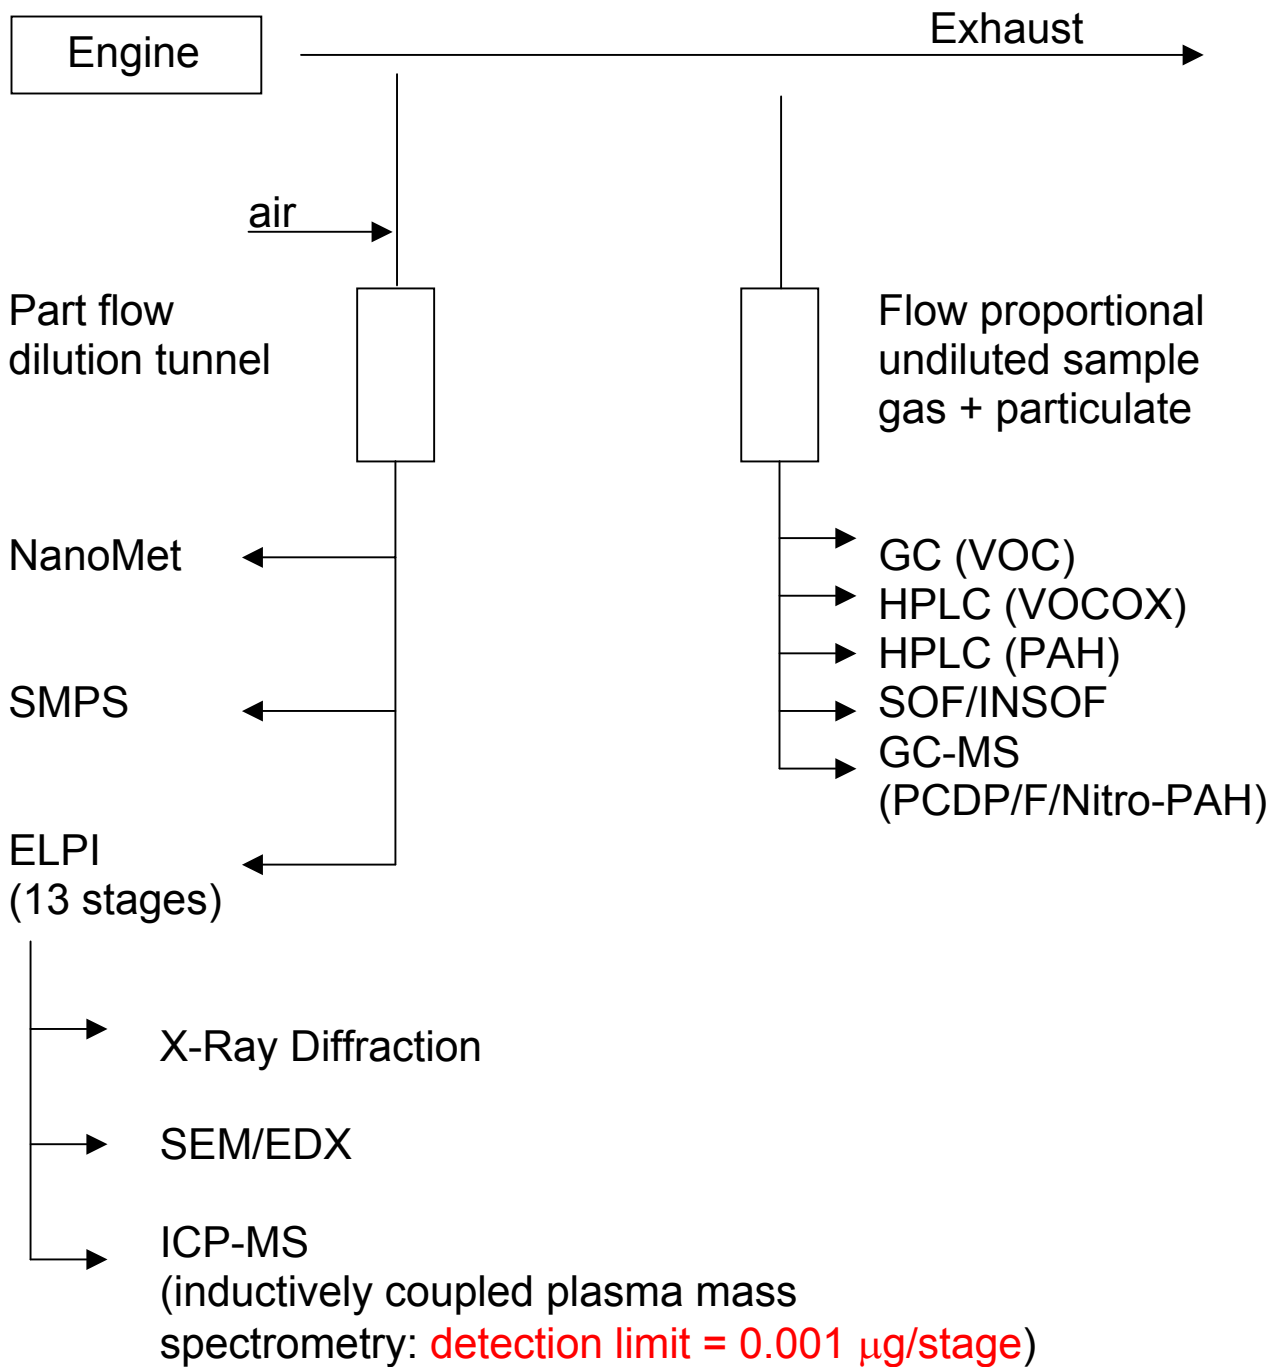 Engine
Exhaust
air
Part flow
dilution tunnel
Flow proportional
undiluted sample
gas + particulate
NanoMet
SMPS
ELPI
(13 stages)
GC (VOC)
HPLC (VOCOX)
HPLC (PAH)
SOF/INSOF
GC-MS
(PCDP/F/Nitro-PAH)
X-Ray Diffraction
SEM/EDX
ICP-MS
(inductively coupled plasma mass
spectrometry: detection limit = 0.001 μg/stage)